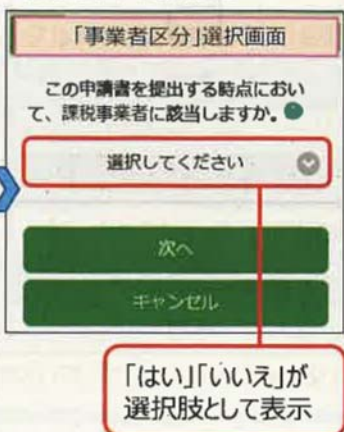 「事業者区分」選択画面
この申請書を提出する時点におい
て、課税事業者に該当しますか。
選択してください
次へ
キャンセル
「はい」「いいえ」が
選択肢として表示